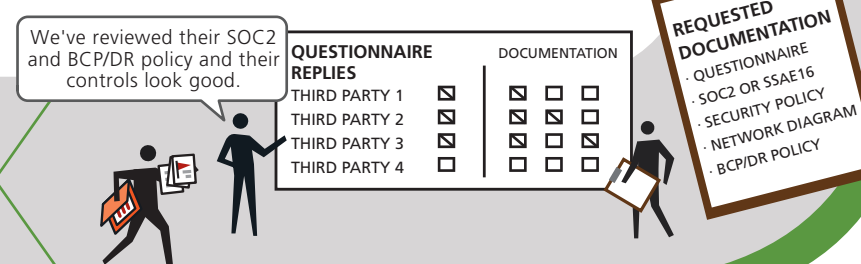 We've reviewed their SOC2
and BCP/DR policy and their
controls look good.
QUESTIONNAIRE
REPLIES
DOCUMENTATION
THIRD PARTY 1
THIRD PARTY 2
THIRD PARTY 3
THIRD PARTY 4
REQUESTED
DOCUMENTATION
· QUESTIONNAIRE
· SOC2 OR SSAE16
· SECURITY POLICY
· NETWORK DIAGRAM
· BCP/DR POLICY